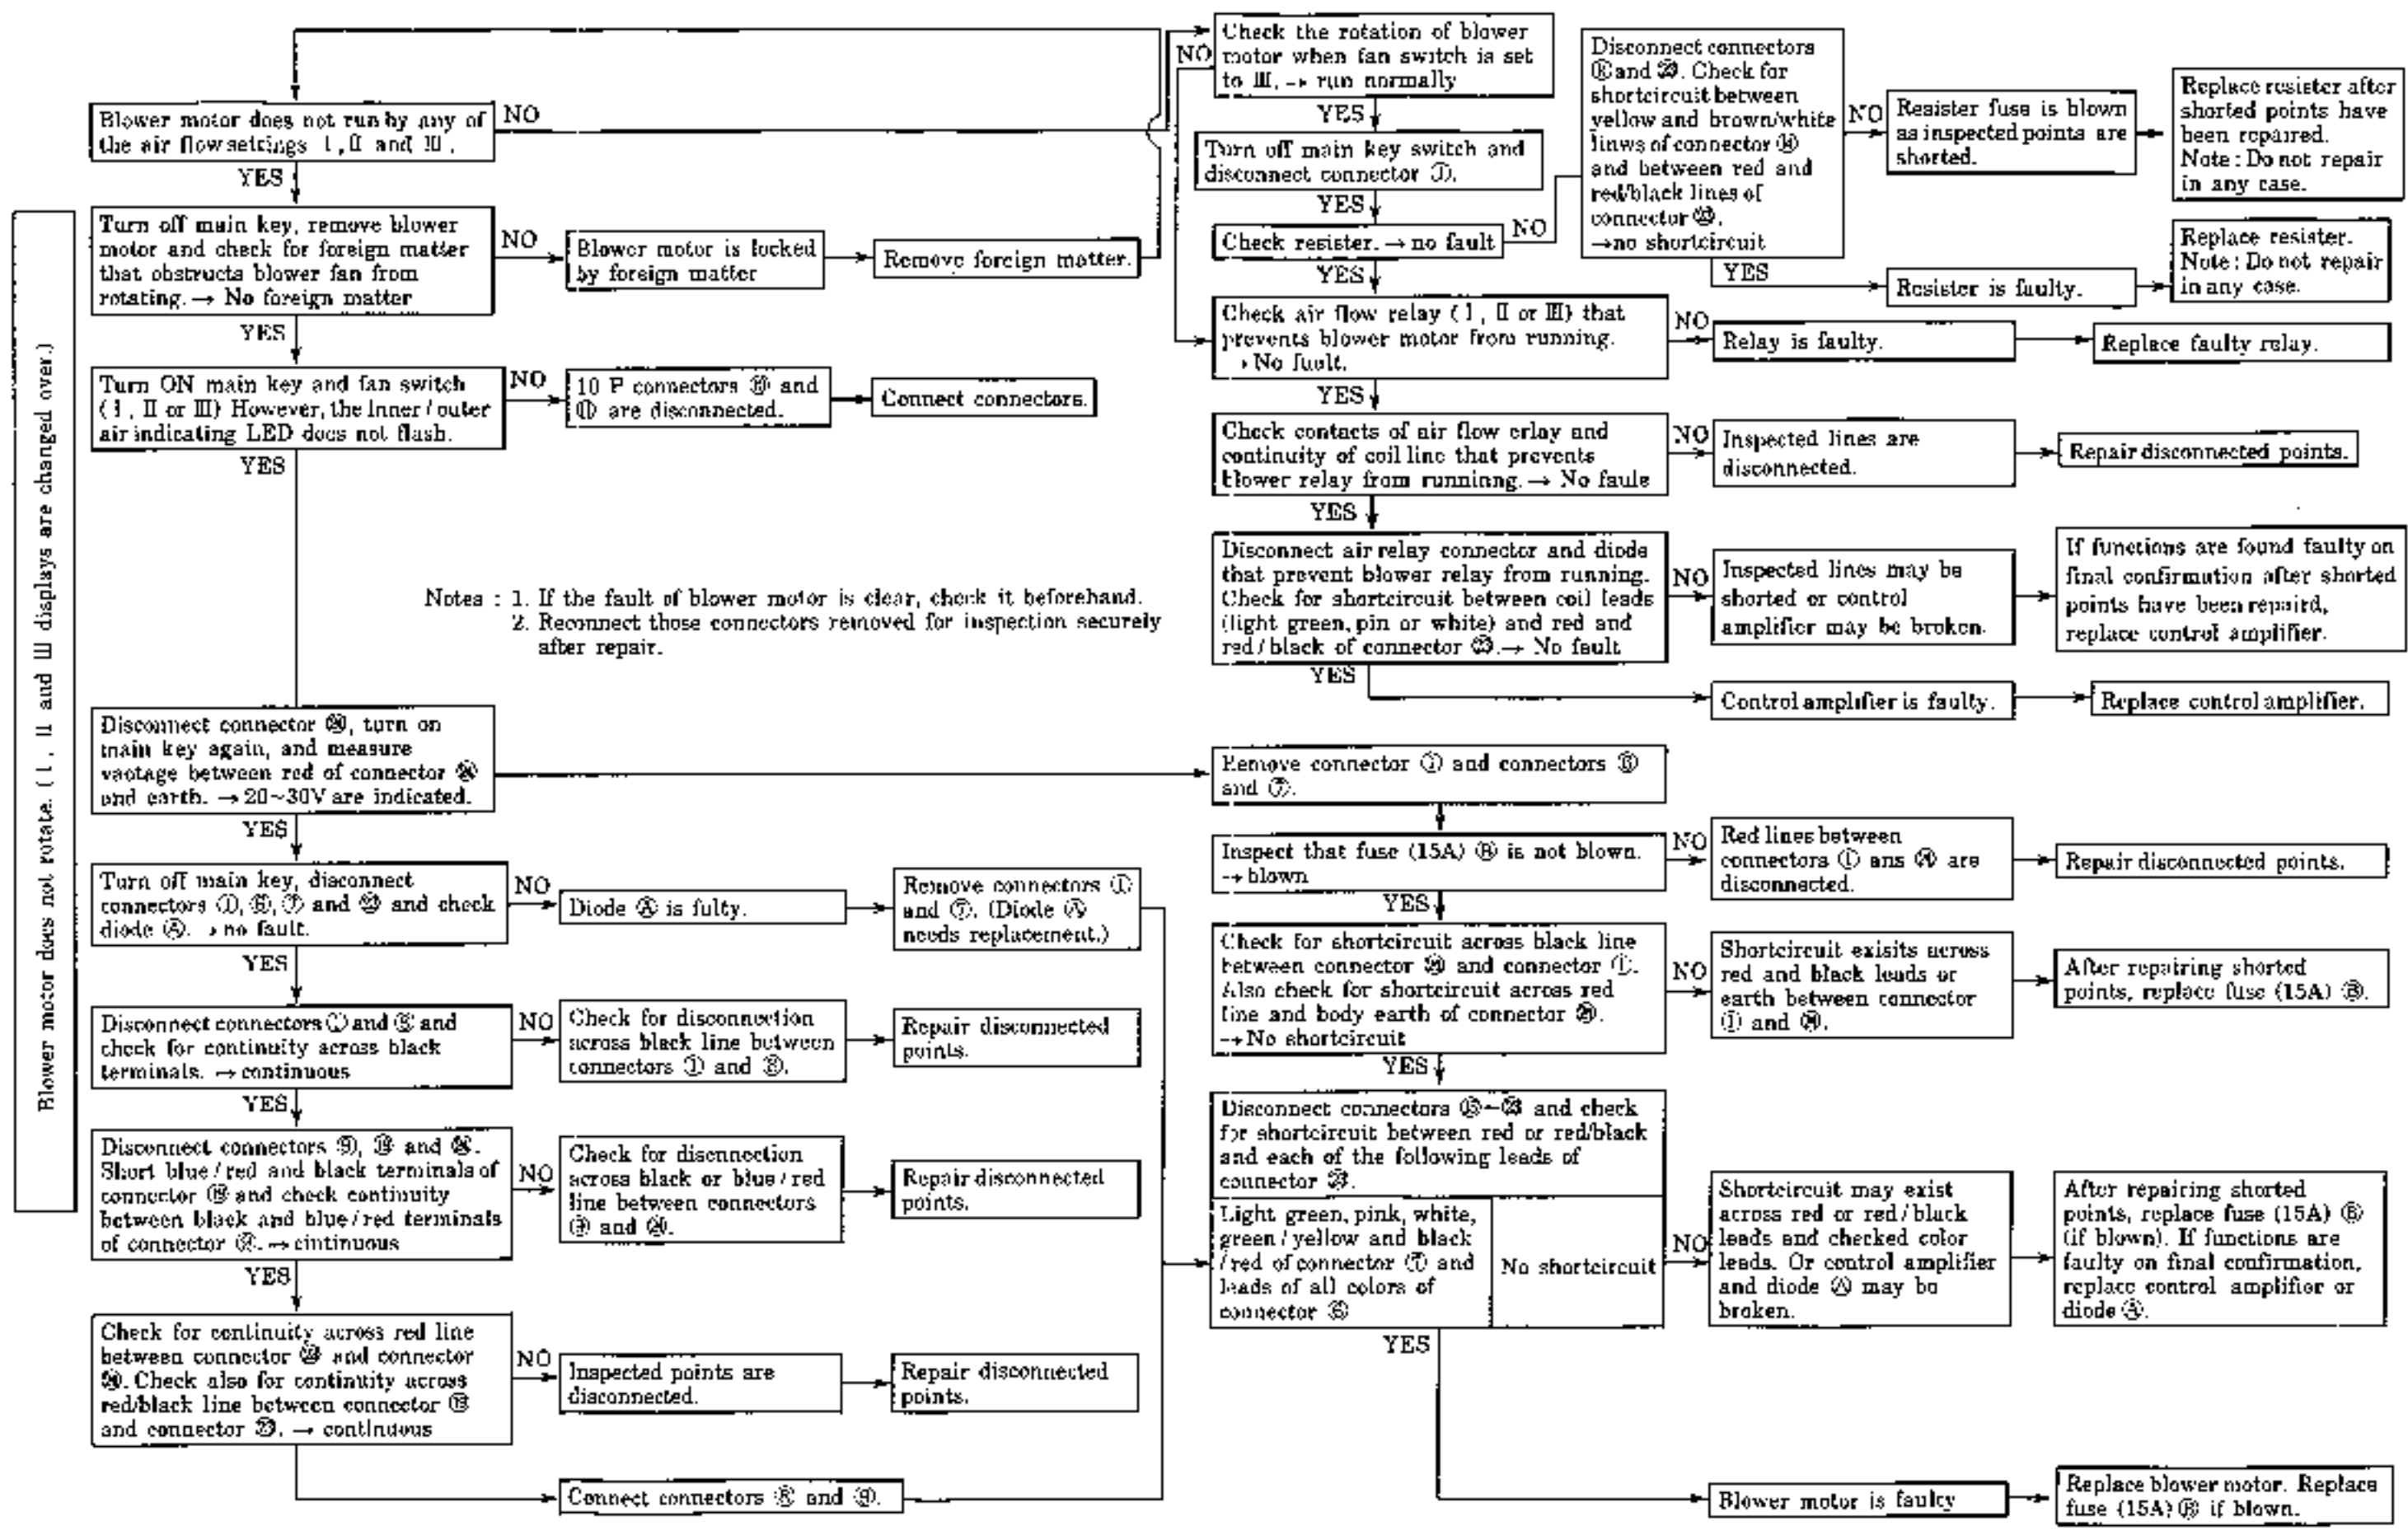 Blower motor does not rotate. (I, II and III displays are changed over.)
Blower motor does not run by any of
the air flow settings I, II and III.
NO
YES
Turn off main key, remove blower
motor and check for foreign matter
that obstructs blower fan from
rotating. → No foreign matter
NO
Blower motor is locked
by foreign matter
Remove foreign matter.
YES
Turn ON main key and fan switch
(I, II or III) However, the Inner/outer
air indicating LED does not flash.
NO
10 P connectors and
⑪ are disconnected.
Connect connectors.
YES
Notes : 1. If the fault of blower motor is clear, check it beforehand.
2. Reconnect those connectors removed for inspection securely
after repair.
Disconnect connector, turn on
main key again, and measure
vaotage between red of connector
and earth. → 20~30V are indicated.
YES
Turn off main key, disconnect
connectors ①, ⑥, ⑦ and and check
diode Ⓐ. → no fault.
NO
Diode Ⓐ is fulty.
Remove connectors ①
and ⑦. (Diode Ⓐ
needs replacement.)
YES
Disconnect connectors ① and and
check for continuity across black
terminals. → continuous
NO
Check for disconnection
across black line between
connectors ① and.
Repair disconnected
points.
YES
Disconnect connectors ⑨, and.
Short blue/red and black terminals of
connector and check continuity
between black and blue/red terminals
of connector. → cintinuous
NO
Check for disennection
across black or blue/red
line between connectors
and.
Repair disconnected
points.
YES
Check for continuity across red line
between connector and connector
. Check also for continuity across
red/black line between connector
and connector. → continuous
NO
Inspected points are
disconnected.
Repair disconnected
points.
Connect connectors ⑧ and ⑨.
Check the rotation of blower
motor when fan switch is set
to III. → run normally
NO
YES
Turn off main key switch and
disconnect connector ①.
YES
Check resister. → no fault
NO
Disconnect connectors
and. Check for
shortcircuit between
yellow and brown/white
linws of connector
and between red and
red/black lines of
connector.
→no shortcircuit
NO
Resister fuse is blown
as inspected points are
shorted.
Replace resister after
shorted points have
been repaired.
Note: Do not repair
in any case.
YES
Resister is faulty.
Replace resister.
Note: Do not repair
in any case.
YES
Check air flow relay (I, II or III) that
prevents blower motor from running.
→ No fault.
NO
Relay is faulty.
Replace faulty relay.
YES
Check contacts of air flow erlay and
continuity of coil line that prevents
blower relay from runninng. → No faule
NO
Inspected lines are
disconnected.
Repair disconnected points.
YES
Disconnect air relay connector and diode
that prevent blower relay from running.
Check for shortcircuit between coil leads
(light green, pin or white) and red and
red/black of connector. → No fault
NO
Inspected lines may be
shorted or control
amplifier may be broken.
If functions are found faulty on
final confirmation after shorted
points have been repaird,
replace control amplifier.
YES
Control amplifier is faulty.
Replace control amplifier.
Remove connector ① and connectors ⑥
and ⑦.
Inspect that fuse (15A) Ⓑ is not blown.
→ blown
NO
Red lines between
connectors ① ans are
disconnected.
Repair disconnected points.
YES
Check for shortcircuit across black line
between connector and connector ①.
Also check for shortcircuit across red
line and body earth of connector.
→ No shortcircuit
NO
Shortcircuit exisits across
red and black leads or
earth between connector
① and.
After repairing shorted
points, replace fuse (15A) Ⓑ.
YES
Disconnect connectors and check
for shortcircuit between red or red/black
and each of the following leads of
connector.
Light green, pink, white,
green/yellow and black
/red of connector ⑦ and
leads of all colors of
connector ⑥
No shortcircuit
NO
Shortcircuit may exist
across red or red/black
leads and checked color
leads. Or control amplifier
and diode Ⓐ may be
broken.
After repairing shorted
points, replace fuse (15A) Ⓑ
(if blown). If functions are
faulty on final confirmation,
replace control amplifier or
diode Ⓐ.
YES
Blower motor is faulty
Replace blower motor. Replace
fuse (15A) Ⓑ if blown.